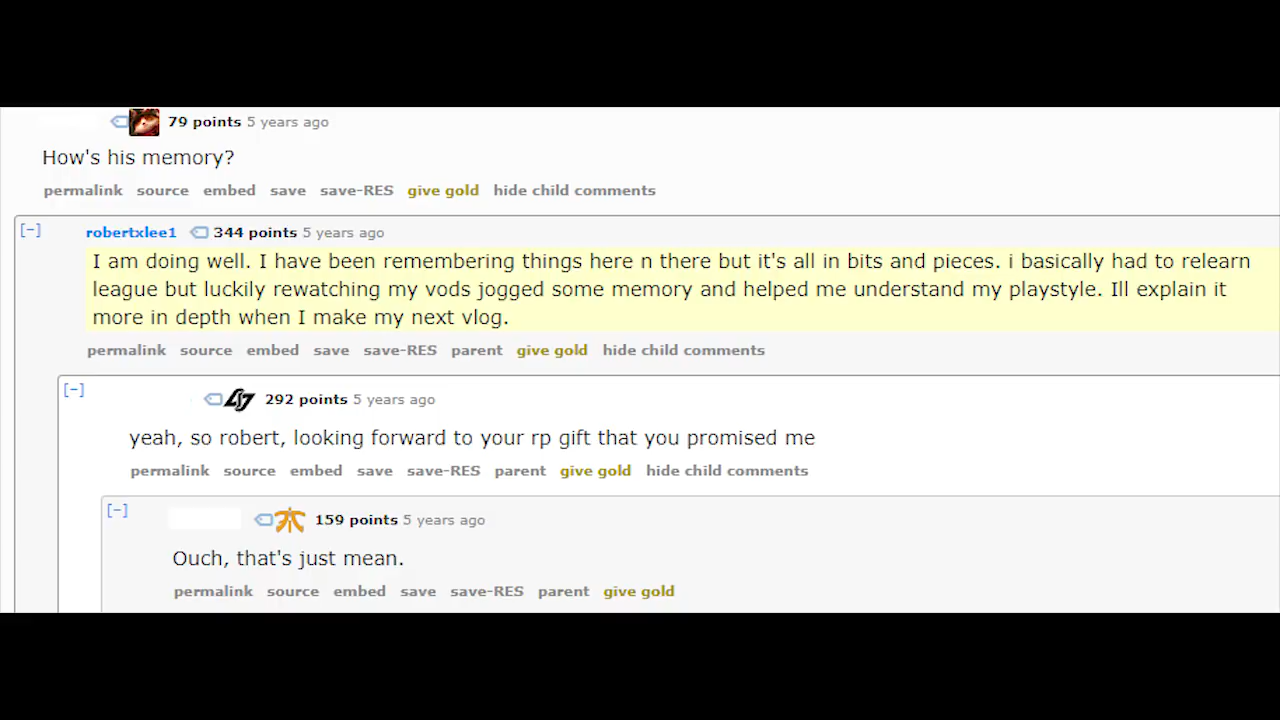 79 points 5 years ago
How's his memory?
permalink source embed save save-RES give gold hide child comments
[-] robertxlee1 344 points 5 years ago
I am doing well. I have been remembering things here n there but it's all in bits and pieces. i basically had to relearn
league but luckily rewatching my vods jogged some memory and helped me understand my playstyle. Ill explain it
more in depth when I make my next vlog.
permalink source embed save save-RES parent give gold hide child comments
[-] 292 points 5 years ago
yeah, so robert, looking forward to your rp gift that you promised me
permalink source embed save save-RES parent give gold hide child comments
[-] 159 points 5 years ago
Ouch, that's just mean.
permalink source embed save save-RES parent give gold